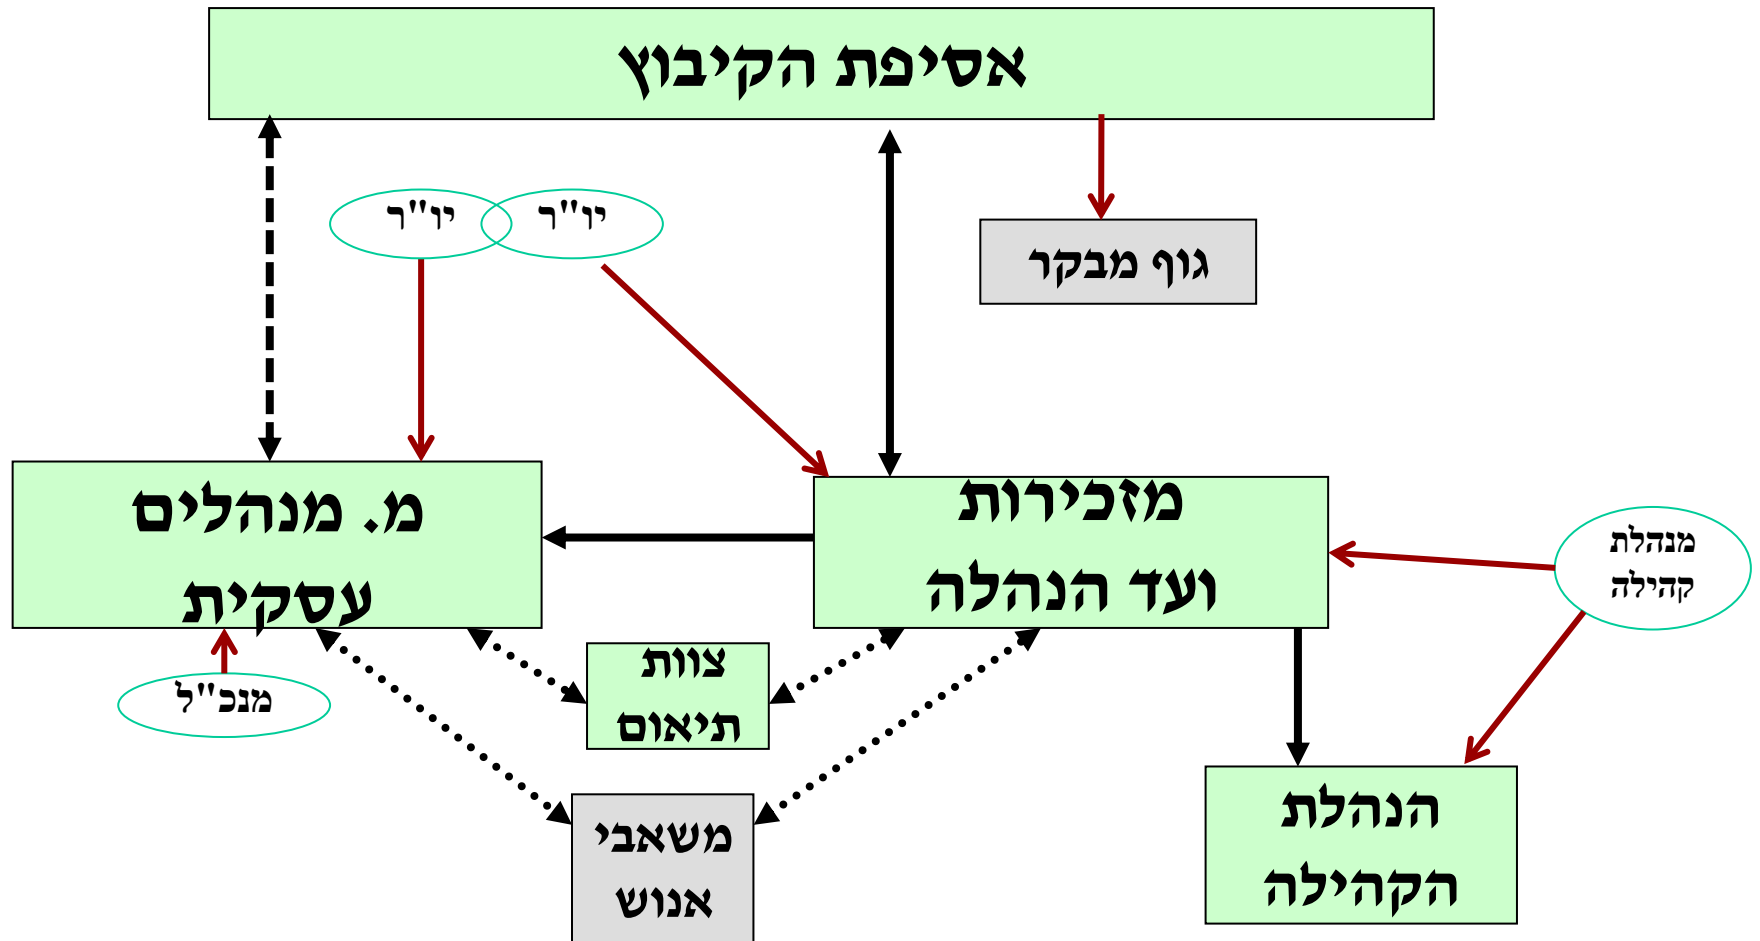 אסיפת הקיבוץ
יו"ר
יו"ר
גוף מבקר
מזכירות
ועד הנהלה
מ. מנהלים
עסקית
מנהלת
קהילה
צוות
תיאום
מנכ"ל
משאבי
אנוש
הנהלת
הקהילה